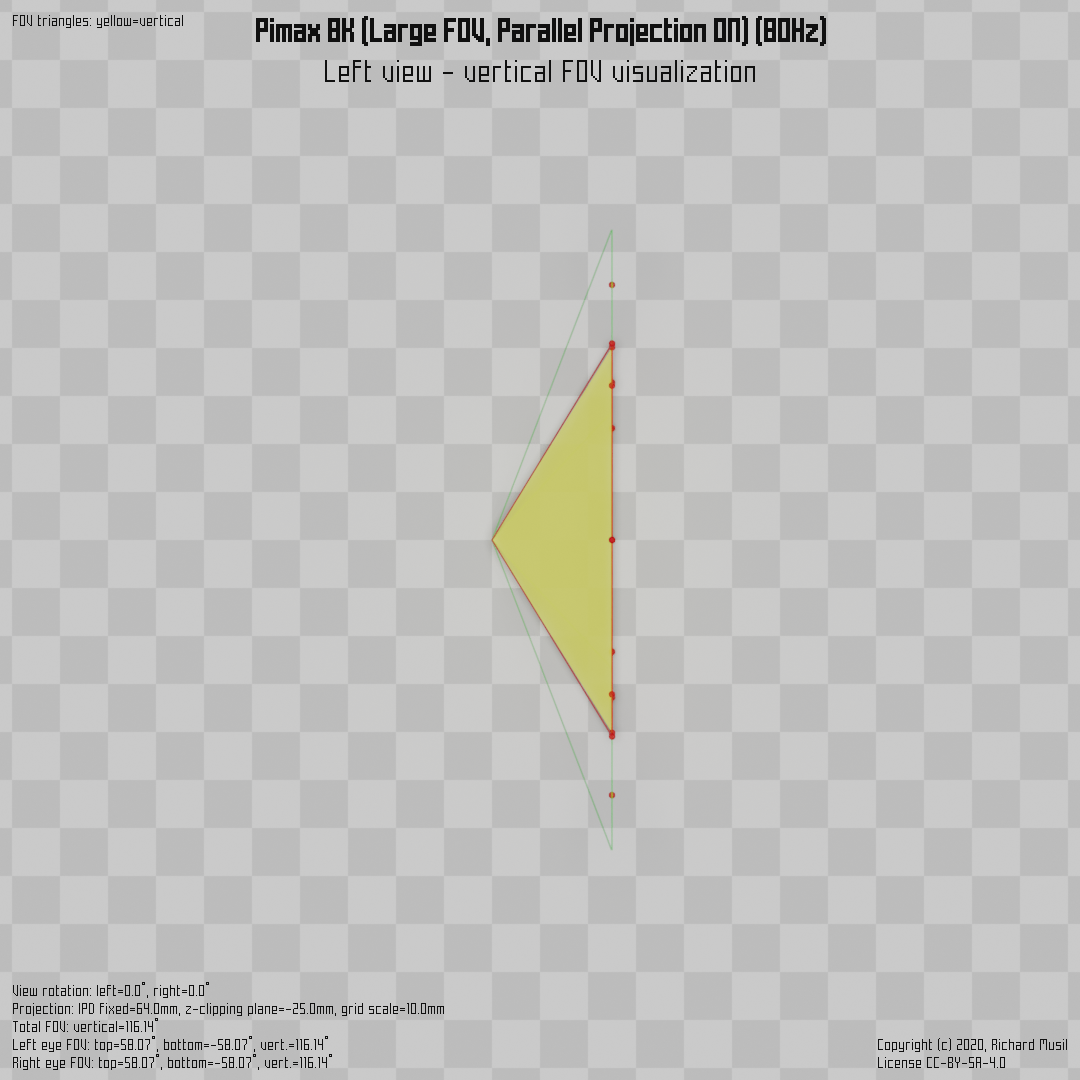 FOV triangles: yellow=vertical
Pimax 8K (Large FOV, Parallel Projection ON) (80Hz)
Left view - vertical FOV visualization
View rotation: left=0.0°, right=0.0°
Projection: IPD fixed=64.0mm, z-clipping plane=-25.0mm, grid scale=10.0mm
Total FOV: vertical=116.14°
Left eye FOV: top=58.07°, bottom=-58.07°, vert.=116.14°
Right eye FOV: top=58.07°, bottom=-58.07°, vert.=116.14°
Copyright (c) 2020, Richard Musil
License CC-BY-SA-4.0